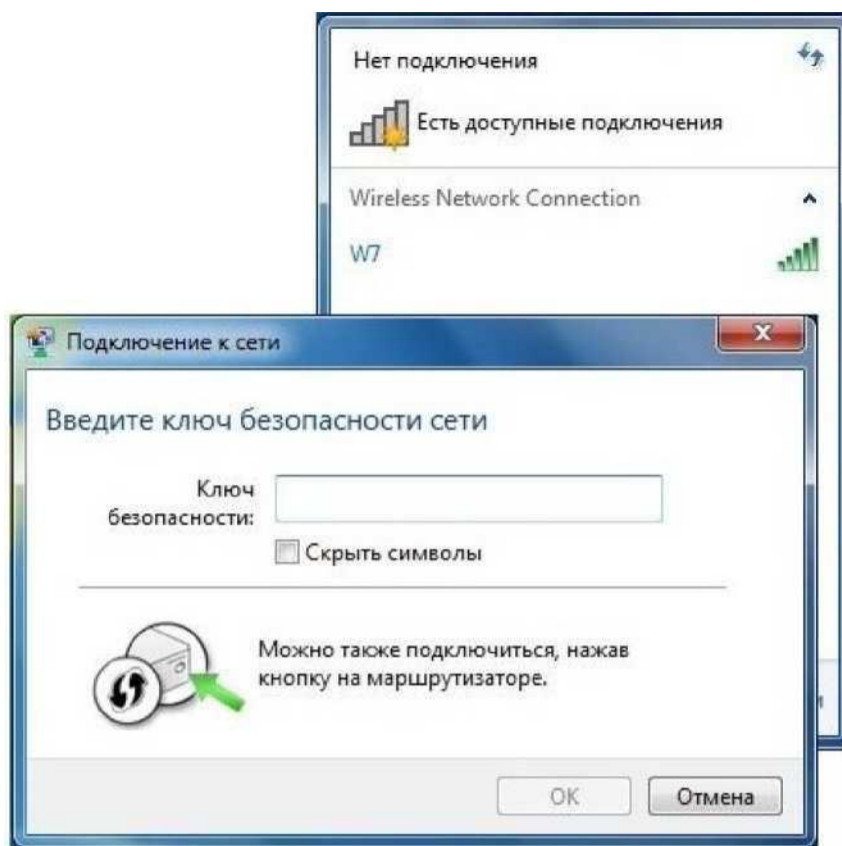 Нет подключения
Есть доступные подключения
Wireless Network Connection
W7
Подключение к сети
Введите ключ безопасности сети
Ключ
безопасности:
Скрыть символы
Можно также подключиться, нажав
кнопку на маршрутизаторе.
OK
Отмена